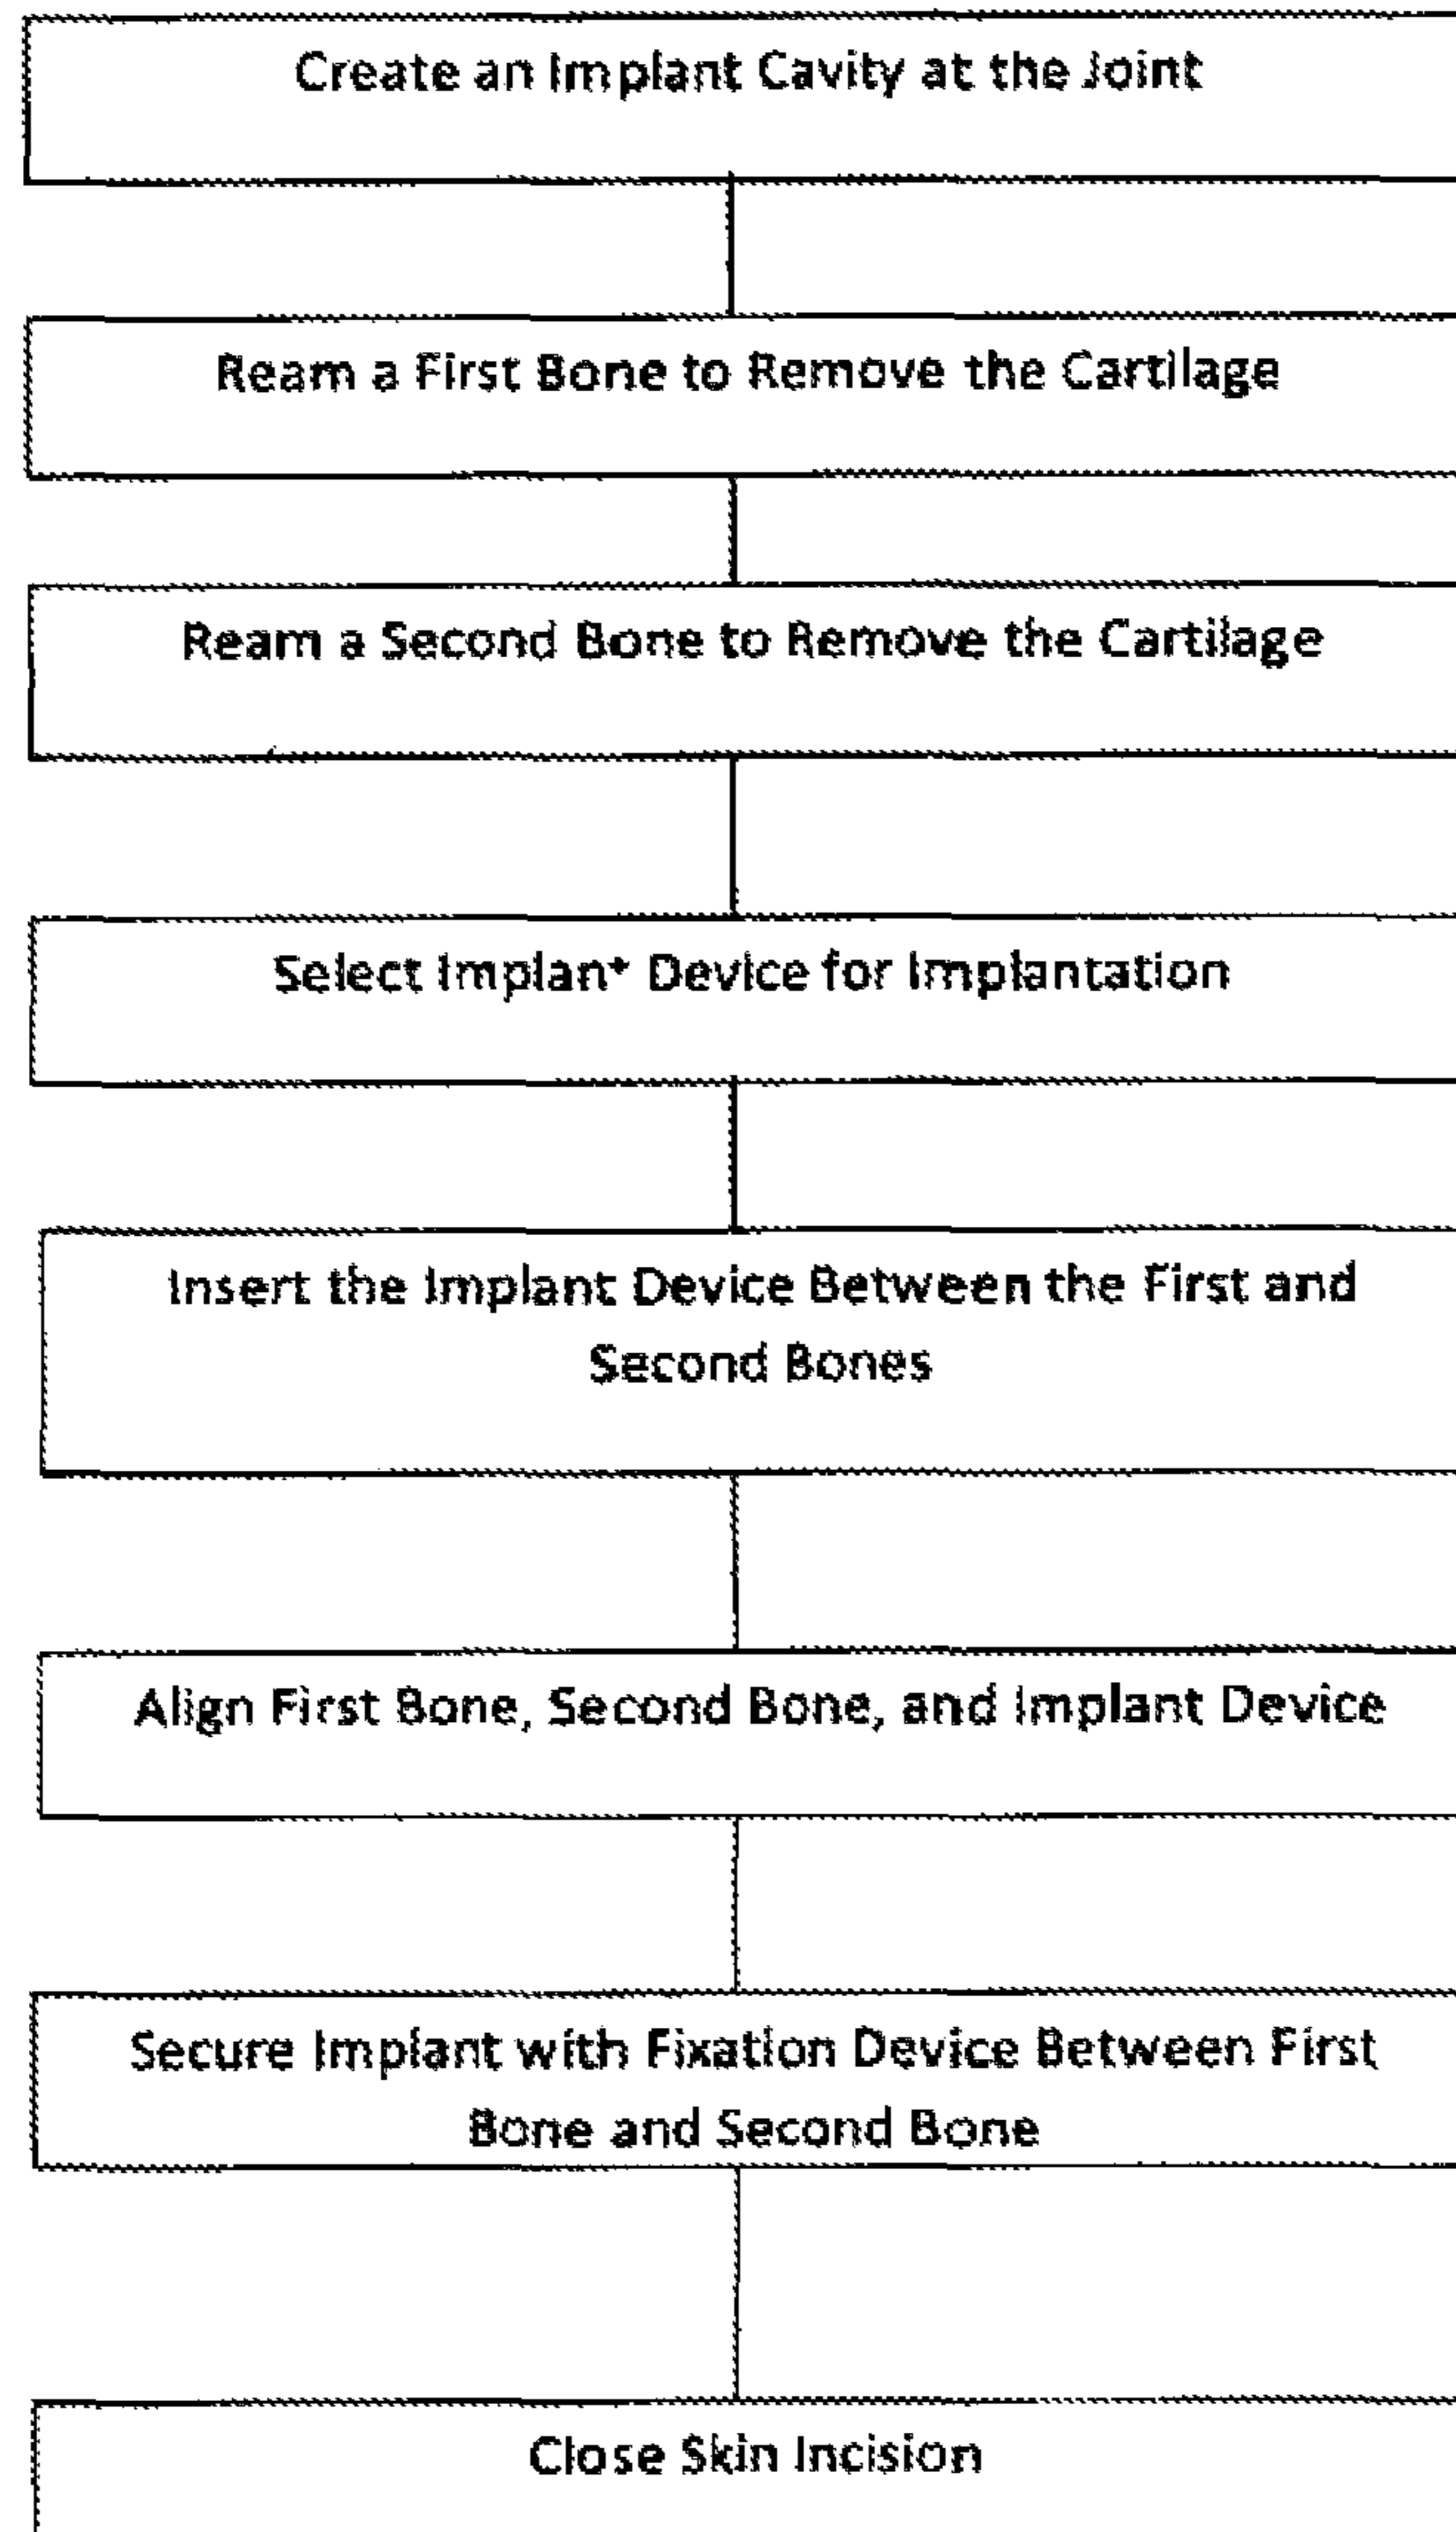 Create an Implant Cavity at the Joint
Ream a First Bone to Remove the Cartilage
Ream a Second Bone to Remove the Cartilage
Select Implant Device for Implantation
Insert the Implant Device Between the First and
Second Bones
Align First Bone, Second Bone, and Implant Device
Secure Implant with Fixation Device Between First
Bone and Second Bone
Close Skin Incision